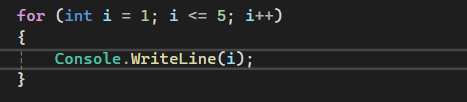 for (int i = 1; i <= 5; i++)
{
    Console.WriteLine(i);
}